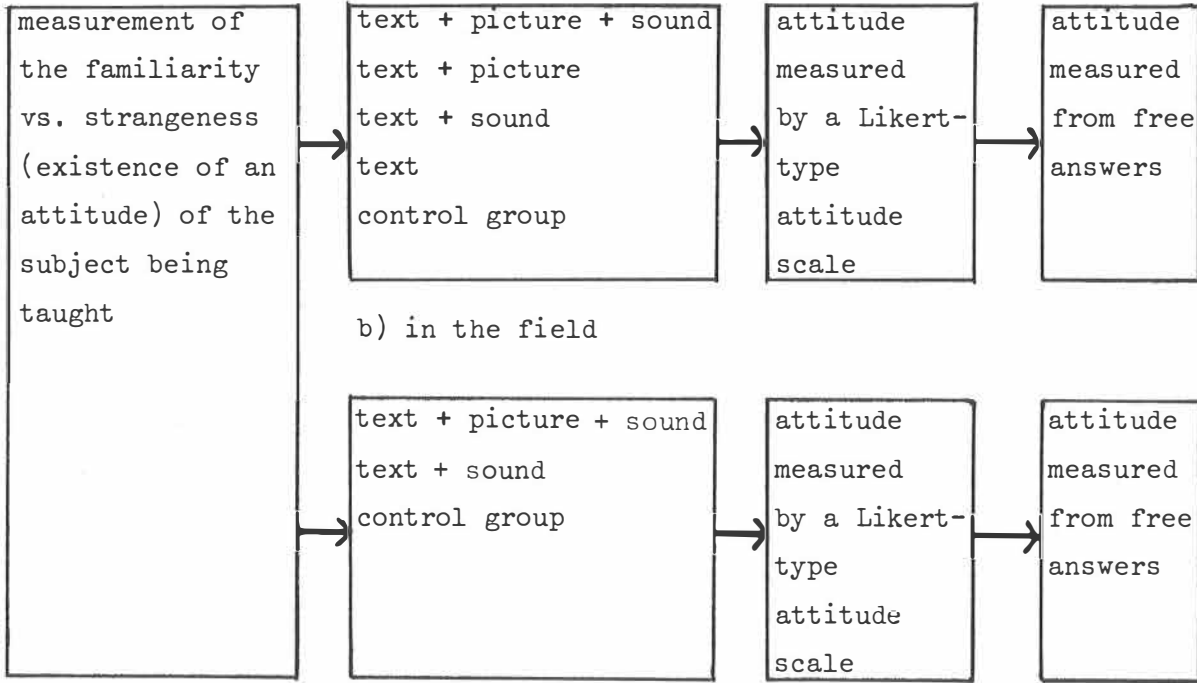 measurement of
the familiarity
vs. strangeness
(existence of an
attitude) of the
subject being
taught
text + picture + sound
text + picture
text + sound
text
control group
attitude
measured
by a Likert-
type
attitude
scale
attitude
measured
from free
answers
b) in the field
text + picture + sound
text + sound
control group
attitude
measured
by a Likert-
type
attitude
scale
attitude
measured
from free
answers